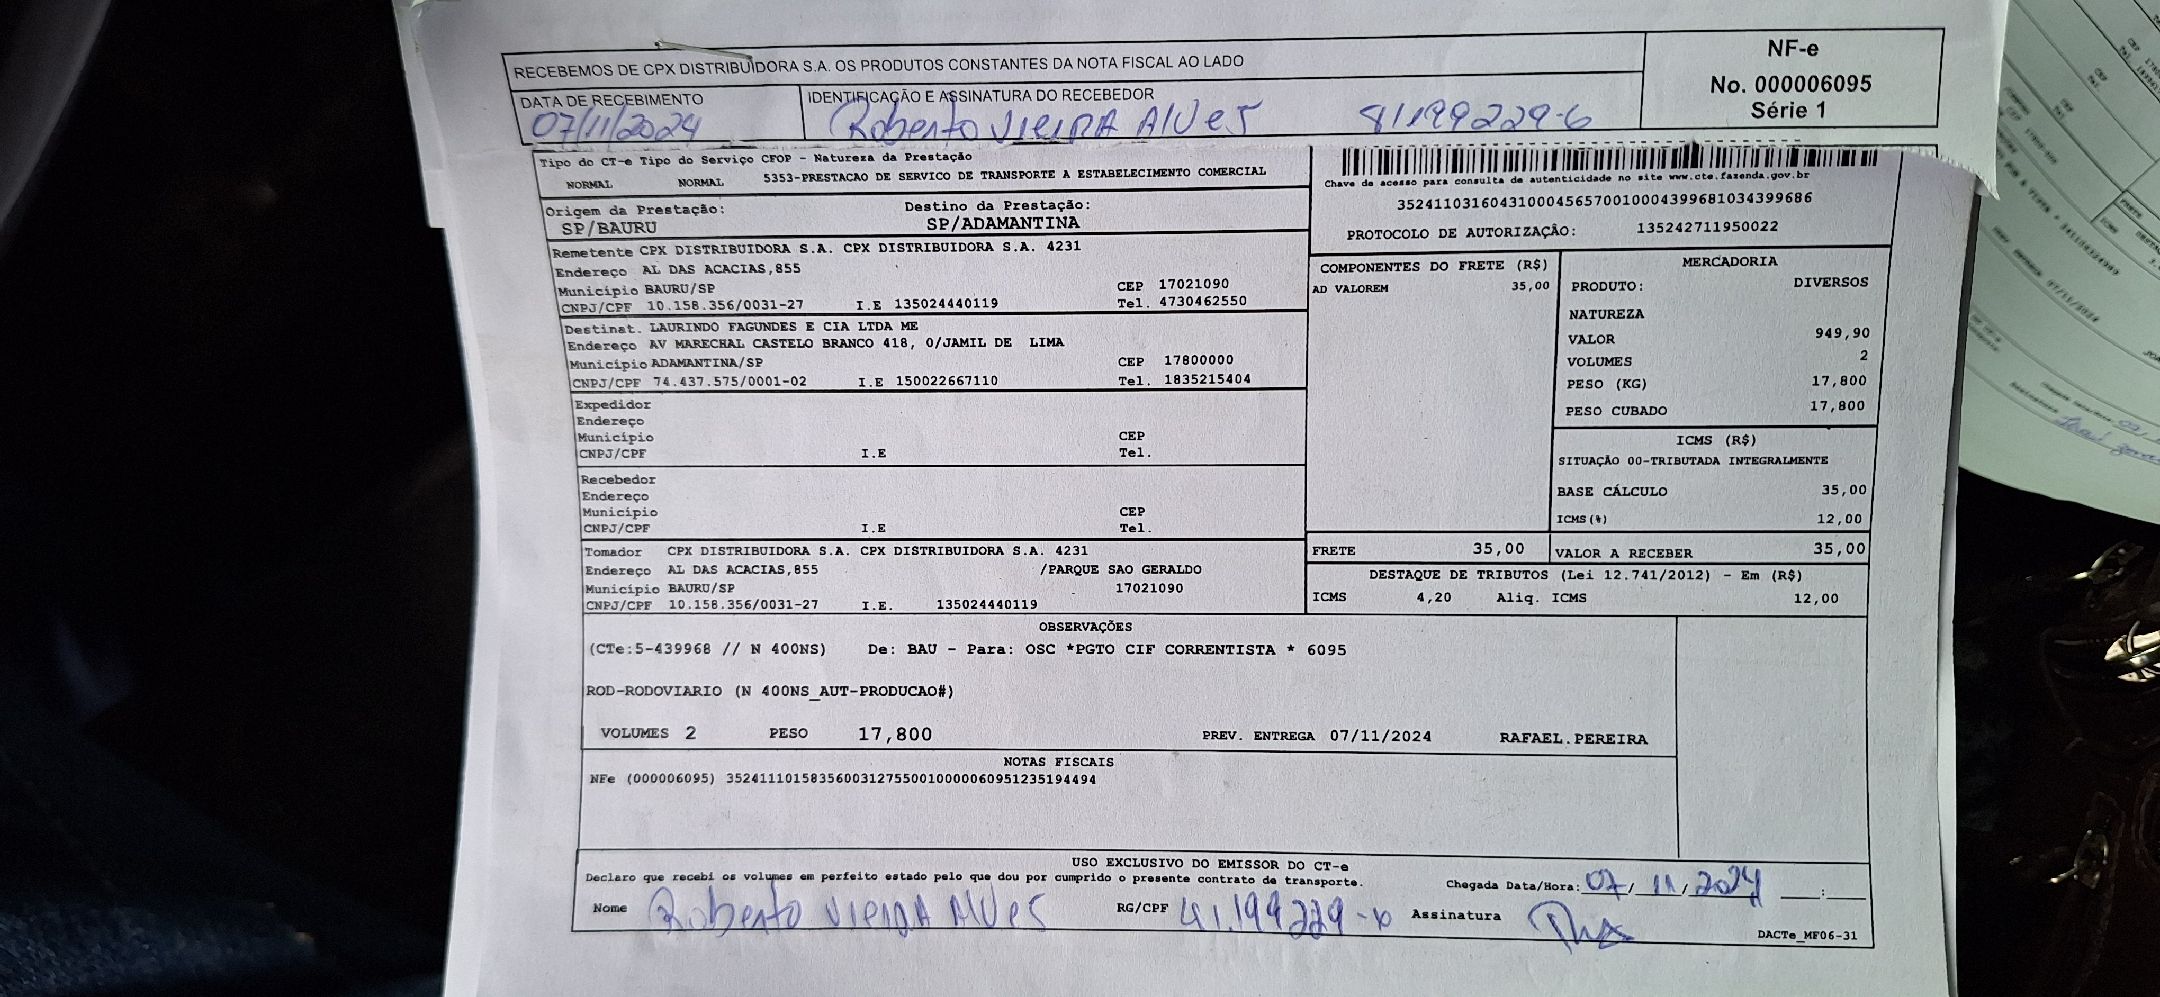 RECEBEMOS DE CPX DISTRIBUIDORA S.A. OS PRODUTOS CONSTANTES DA NOTA FISCAL AO LADO
NF-e
No. 000006095
Série 1
DATA DE RECEBIMENTO
07/11/2024
IDENTIFICAÇÃO E ASSINATURA DO RECEBEDOR
Roberto VIEIRA Alves
Tipo do CT-e Tipo do Serviço CFOP - Natureza da Prestação
NORMAL NORMAL 5353-PRESTACAO DE SERVICO DE TRANSPORTE A ESTABELECIMENTO COMERCIAL
Origem da Prestação: Destino da Prestação:
SP/BAURU SP/ADAMANTINA
Chave de acesso para consulta de autenticidade no site www.cte.fazenda.gov.br
35241103160431000456570010004399681034399686
PROTOCOLO DE AUTORIZAÇÃO: 135242711950022
Remetente CPX DISTRIBUIDORA S.A. CPX DISTRIBUIDORA S.A. 4231
Endereço AL DAS ACACIAS,855
Município BAURU/SP CEP 17021090
CNPJ/CPF 10.158.356/0031-27 I.E 135024440119 Tel. 4730462550
Destinat. LAURINDO FAGUNDES E CIA LTDA ME
Endereço AV MARECHAL CASTELO BRANCO 418, 0/JAMIL DE LIMA
Município ADAMANTINA/SP CEP 17800000
CNPJ/CPF 74.437.575/0001-02 I.E 150022667110 Tel. 1835215404
Expedidor
Endereço
Município CEP
CNPJ/CPF I.E Tel.
Recebedor
Endereço
Município CEP
CNPJ/CPF I.E Tel.
Tomador CPX DISTRIBUIDORA S.A. CPX DISTRIBUIDORA S.A. 4231
Endereço AL DAS ACACIAS,855 /PARQUE SAO GERALDO
Município BAURU/SP 17021090
CNPJ/CPF 10.158.356/0031-27 I.E. 135024440119
COMPONENTES DO FRETE (R$)
AD VALOREM 35,00
MERCADORIA
PRODUTO: DIVERSOS
NATUREZA
VALOR 949,90
VOLUMES 2
PESO (KG) 17,800
PESO CUBADO 17,800
ICMS (R$)
SITUAÇÃO 00-TRIBUTADA INTEGRALMENTE
BASE CÁLCULO 35,00
ICMS(%) 12,00
FRETE 35,00 VALOR A RECEBER 35,00
DESTAQUE DE TRIBUTOS (Lei 12.741/2012) - Em (R$)
ICMS 4,20 Aliq. ICMS 12,00
OBSERVAÇÕES
(CTe:5-439968 // N 400NS) De: BAU - Para: OSC *PGTO CIF CORRENTISTA * 6095
ROD-RODOVIARIO (N 400NS_AUT-PRODUCAO#)
VOLUMES 2 PESO 17,800 PREV. ENTREGA 07/11/2024 RAFAEL.PEREIRA
NOTAS FISCAIS
NFe (000006095) 35241110158356003127550010000060951235194494
USO EXCLUSIVO DO EMISSOR DO CT-e
Declaro que recebi os volumes em perfeito estado pelo que dou por cumprido o presente contrato de transporte. Chegada Data/Hora: 07/11/2024 __:__
Nome Roberto VIEIRA Alves RG/CPF Assinatura
DACTe_MF06-31